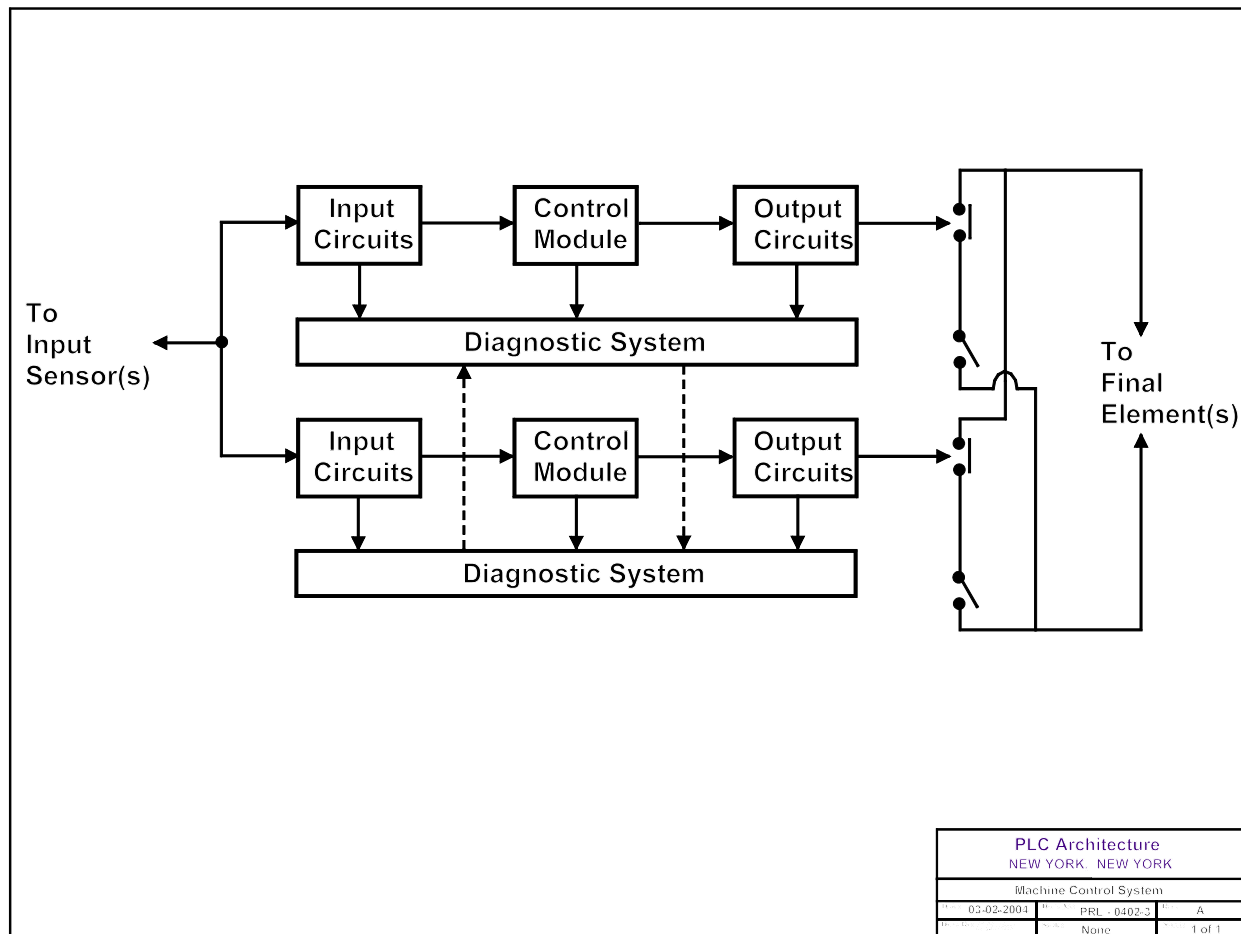 Input
Circuits
Control
Module
Output
Circuits
Diagnostic System
To
Input
Sensor(s)
To
Final
Element(s)
Input
Circuits
Control
Module
Output
Circuits
Diagnostic System
PLC Architecture
NEW YORK. NEW YORK
Machine Control System
03-02-2004 PRL - 0402-3 A
None 1 of 1